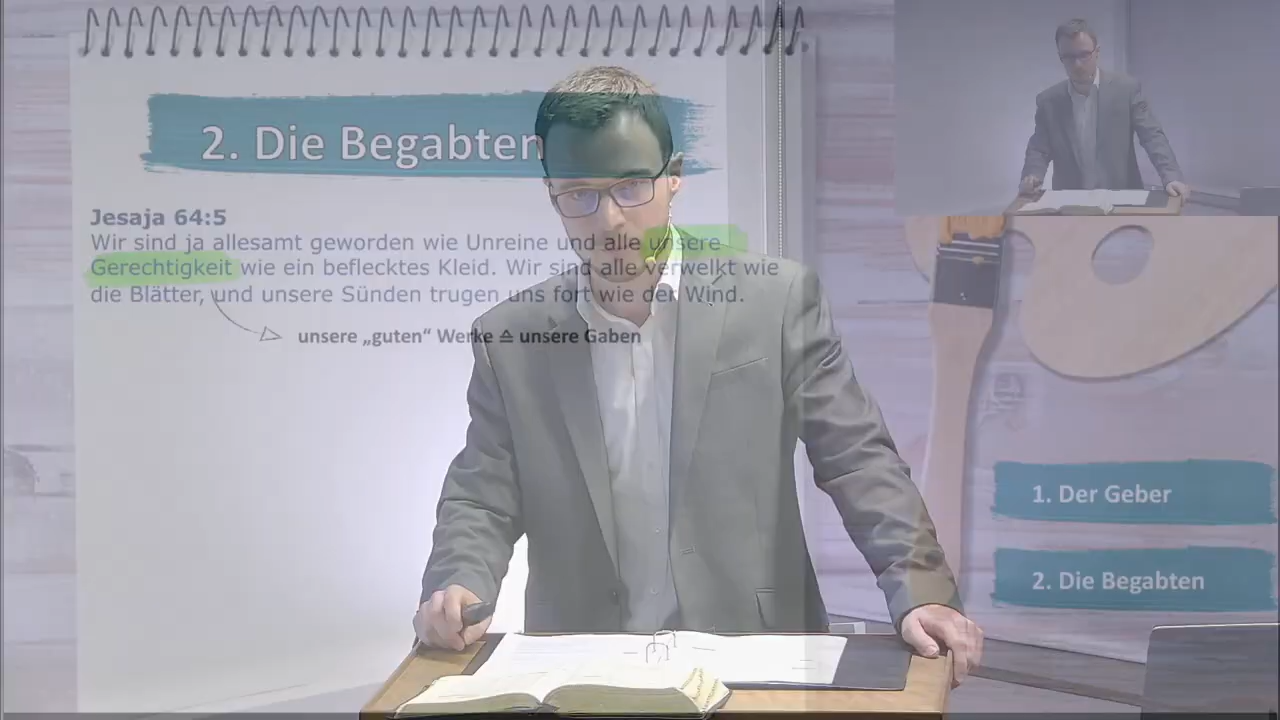 2. Die Begabten
Jesaja 64:5
Wir sind ja allesamt geworden wie Unreine und alle unsere
Gerechtigkeit wie ein beflecktes Kleid. Wir sind alle verwelkt wie
die Blätter, und unsere Sünden trugen uns fort wie der Wind.
unsere „guten“ Werke ≙ unsere Gaben
1. Der Geber
2. Die Begabten